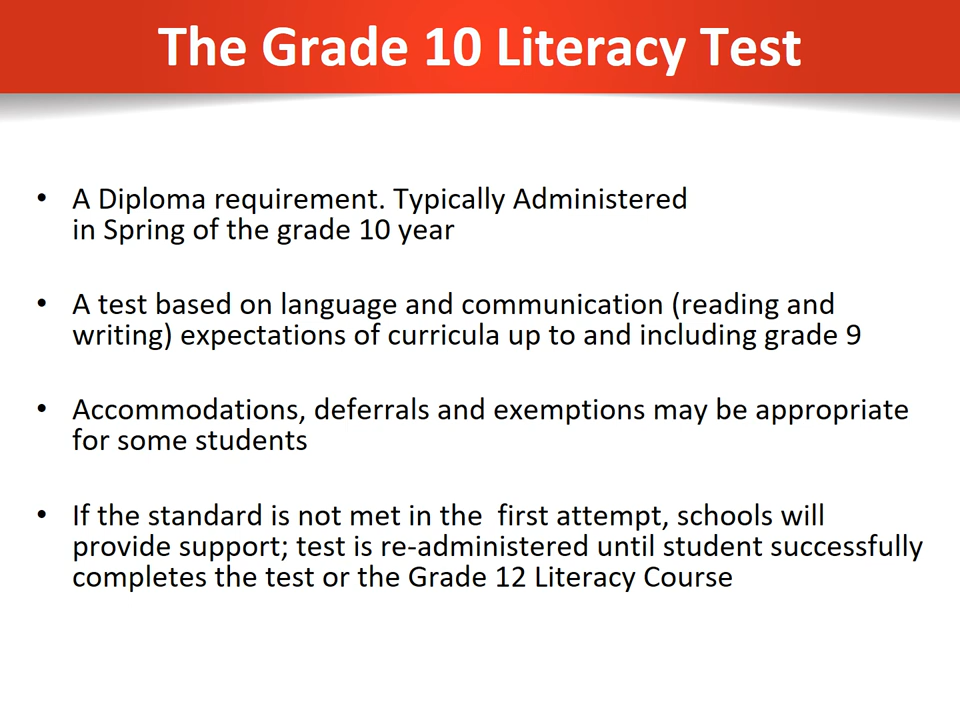 The Grade 10 Literacy Test
• A Diploma requirement. Typically Administered
in Spring of the grade 10 year
• A test based on language and communication (reading and
writing) expectations of curricula up to and including grade 9
• Accommodations, deferrals and exemptions may be appropriate
for some students
• If the standard is not met in the  first attempt, schools will
provide support; test is re-administered until student successfully
completes the test or the Grade 12 Literacy Course